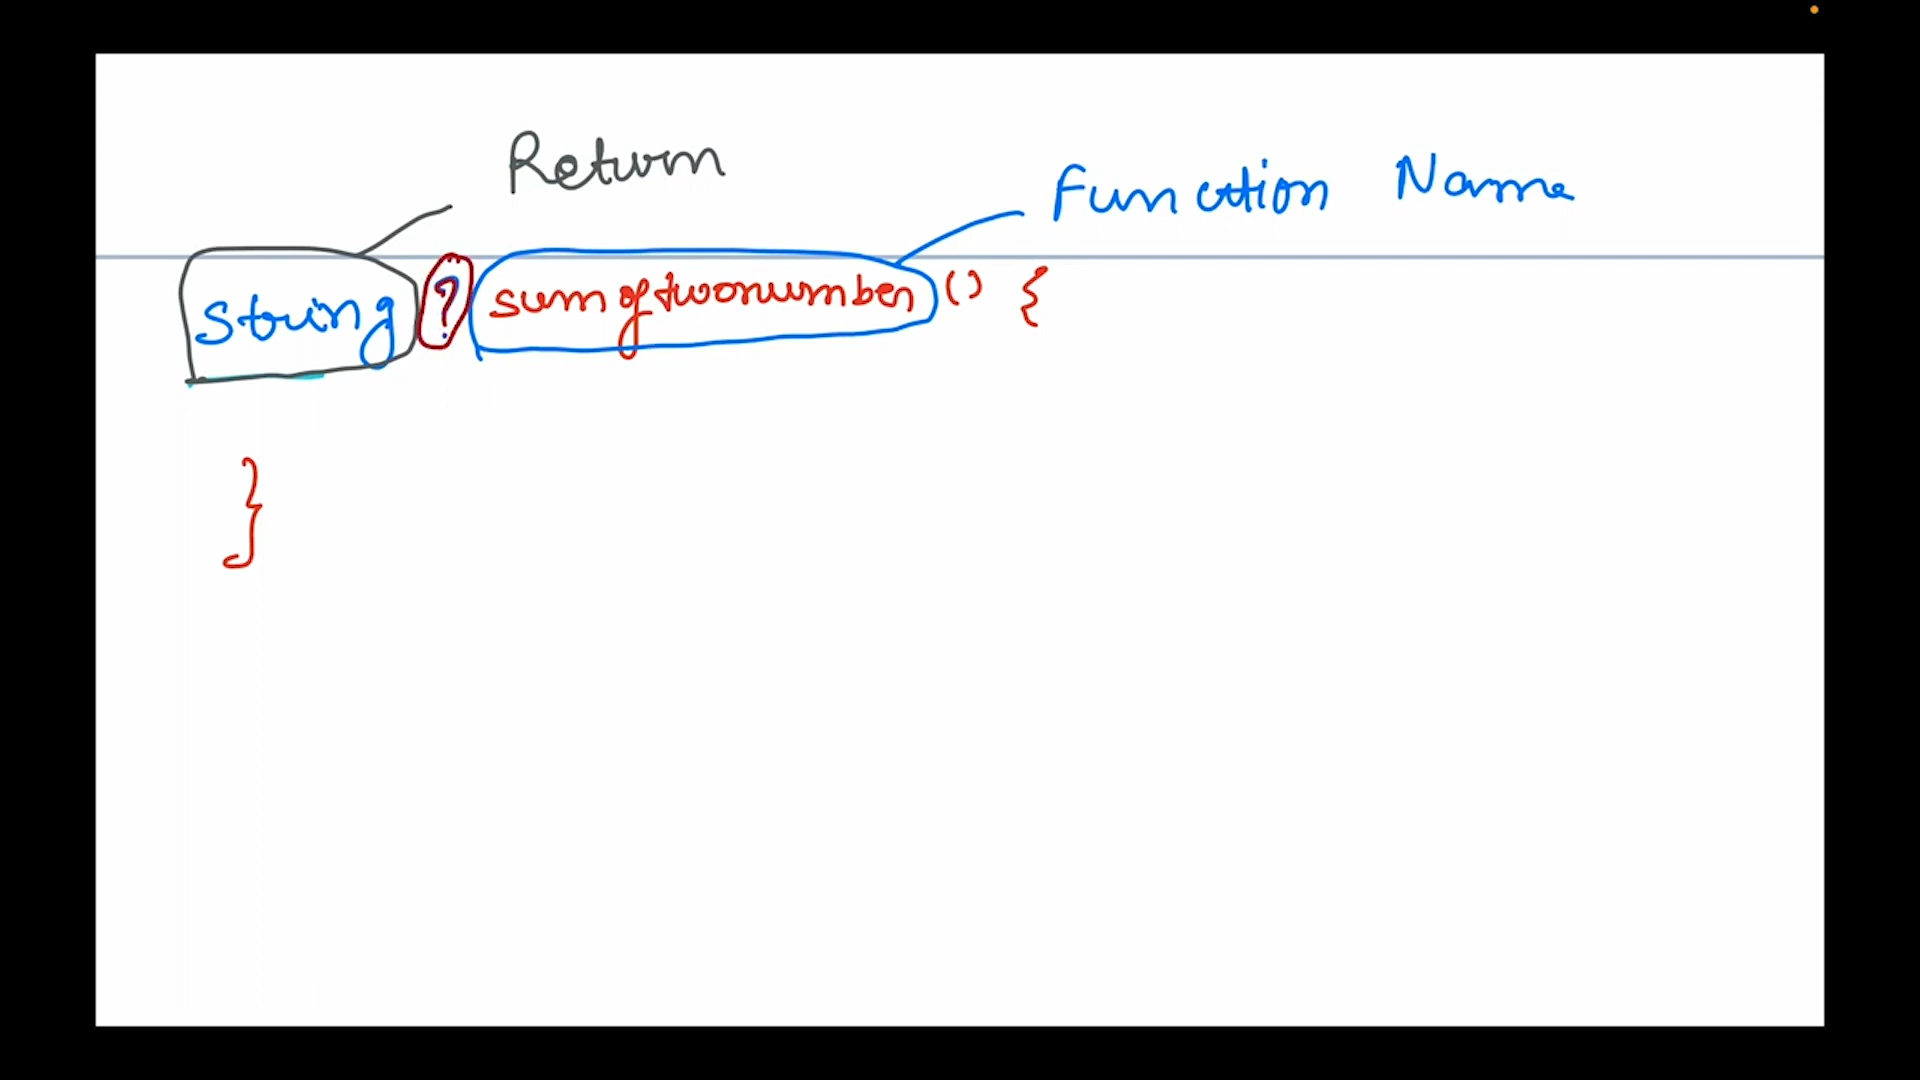 Return
Function Name
String ? sumoftwonumber () {
}